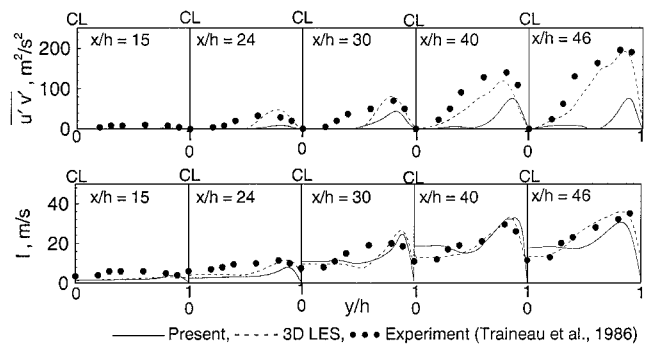 CL CL CL CL CL
x/h = 15 x/h = 24 x/h = 30 x/h = 40 x/h = 46
200
100
0
u′v′ , m²/s²
0 0 0 0 0 1
CL CL CL CL CL
x/h = 15 x/h = 24 x/h = 30 x/h = 40 x/h = 46
40
20
0
I , m/s
0 1 1 1 1 1
0 0 0 0
y/h
Present, 3D LES, Experiment (Traineau et al., 1986)